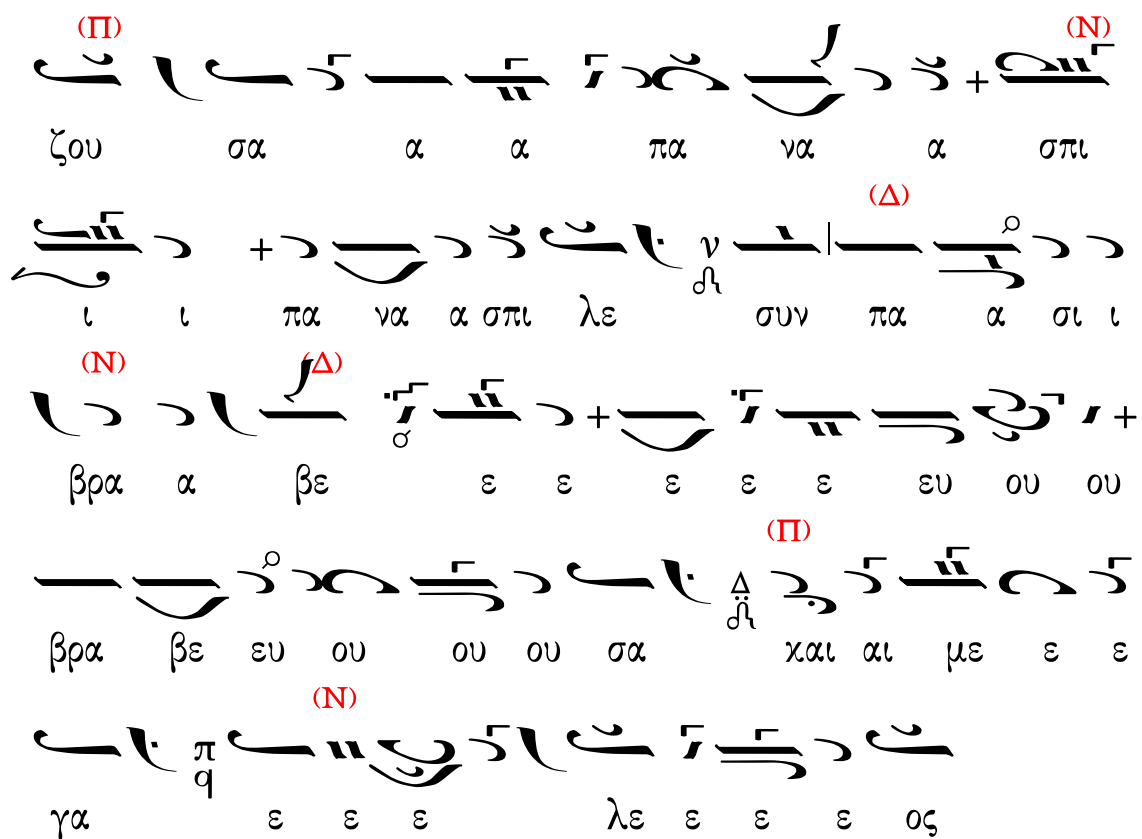 (Π) (Ν)
ζου σα α α πα να α σπι
(Δ)
ν
ι ι πα να α σπι λε συν πα α σι ι
(Ν) (Δ)
βρα α βε ε ε ε ε ε ευ ου ου
(Π)
Δ
βρα βε ευ ου ου ου σα και αι με ε ε
(Ν)
π
q
γα ε ε ε λε ε ε ε ος